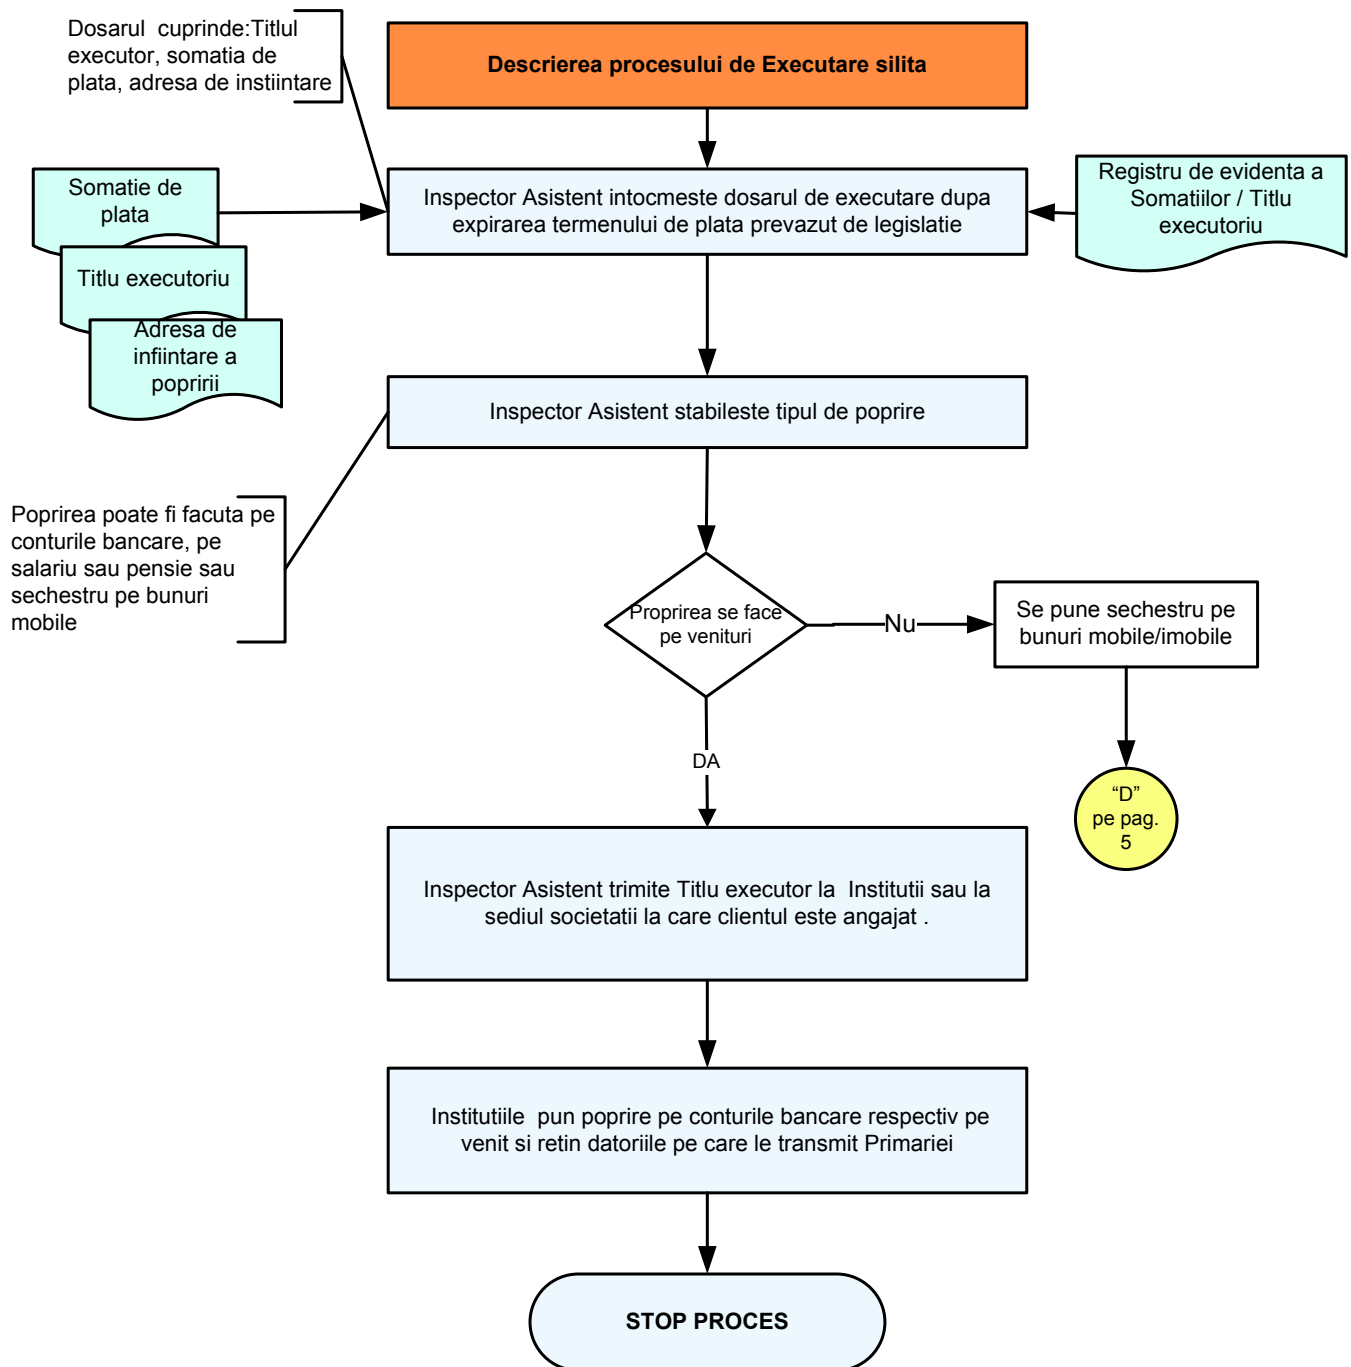 Dosarul cuprinde:Titlul
executor, somatia de
plata, adresa de instiintare
Descrierea procesului de Executare silita
Somatie de
plata
Inspector Asistent intocmeste dosarul de executare dupa
expirarea termenului de plata prevazut de legislatie
Registru de evidenta a
Somatiilor / Titlu
executoriu
Titlu executoriu
Adresa de
infiintare a
popririi
Inspector Asistent stabileste tipul de poprire
Poprirea poate fi facuta pe
conturile bancare, pe
salariu sau pensie sau
sechestru pe bunuri
mobile
Proprirea se face
pe venituri
Nu
Se pune sechestru pe
bunuri mobile/imobile
DA
“D”
pe pag.
5
Inspector Asistent trimite Titlu executor la Institutii sau la
sediul societatii la care clientul este angajat .
Institutiile pun poprire pe conturile bancare respectiv pe
venit si retin datoriile pe care le transmit Primariei
STOP PROCES